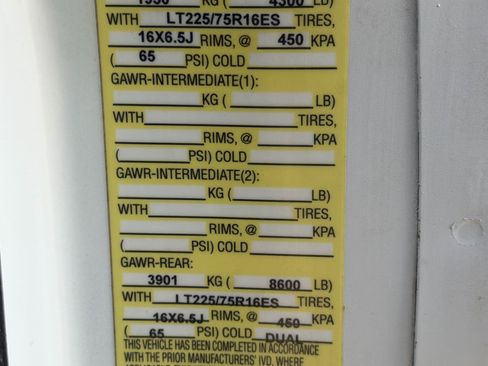 1950 KG ( 4300 LB)
WITH LT225/75R16ES TIRES,
16X6.5J RIMS, @ 450 KPA
( 65 PSI) COLD
GAWR-INTERMEDIATE(1):
KG ( LB)
WITH TIRES,
RIMS, @ KPA
( PSI) COLD
GAWR-INTERMEDIATE(2):
KG ( LB)
WITH TIRES,
RIMS, @ KPA
( PSI) COLD
GAWR-REAR:
3901 KG ( 8600 LB)
WITH LT225/75R16ES TIRES,
16X6.5J RIMS, @ 450 KPA
( 65 PSI) COLD DUAL
THIS VEHICLE HAS BEEN COMPLETED IN ACCORDANCE
WITH THE PRIOR MANUFACTURERS' IVD. WHERE